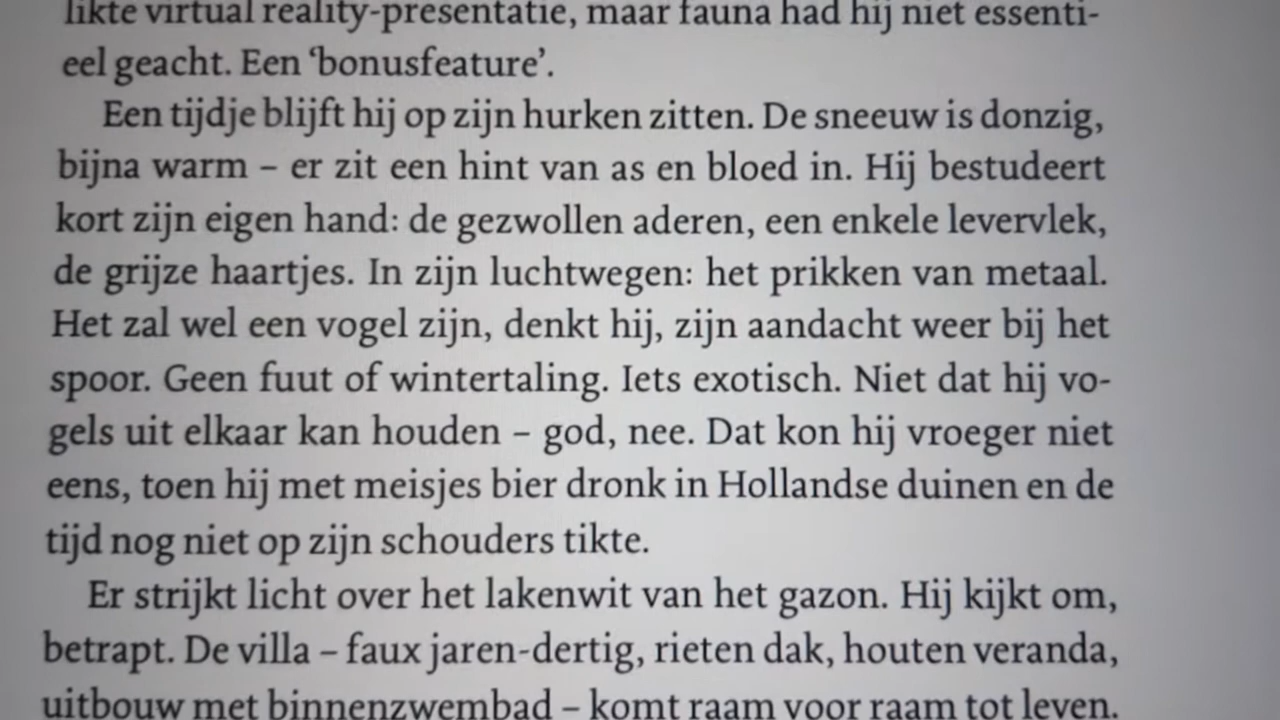 likte virtual reality-presentatie, maar fauna had hij niet essenti-
eel geacht. Een ‘bonusfeature’.
Een tijdje blijft hij op zijn hurken zitten. De sneeuw is donzig,
bijna warm – er zit een hint van as en bloed in. Hij bestudeert
kort zijn eigen hand: de gezwollen aderen, een enkele levervlek,
de grijze haartjes. In zijn luchtwegen: het prikken van metaal.
Het zal wel een vogel zijn, denkt hij, zijn aandacht weer bij het
spoor. Geen fuut of wintertaling. Iets exotisch. Niet dat hij vo-
gels uit elkaar kan houden – god, nee. Dat kon hij vroeger niet
eens, toen hij met meisjes bier dronk in Hollandse duinen en de
tijd nog niet op zijn schouders tikte.
Er strijkt licht over het lakenwit van het gazon. Hij kijkt om,
betrapt. De villa – faux jaren-dertig, rieten dak, houten veranda,
uitbouw met binnenzwembad – komt raam voor raam tot leven.